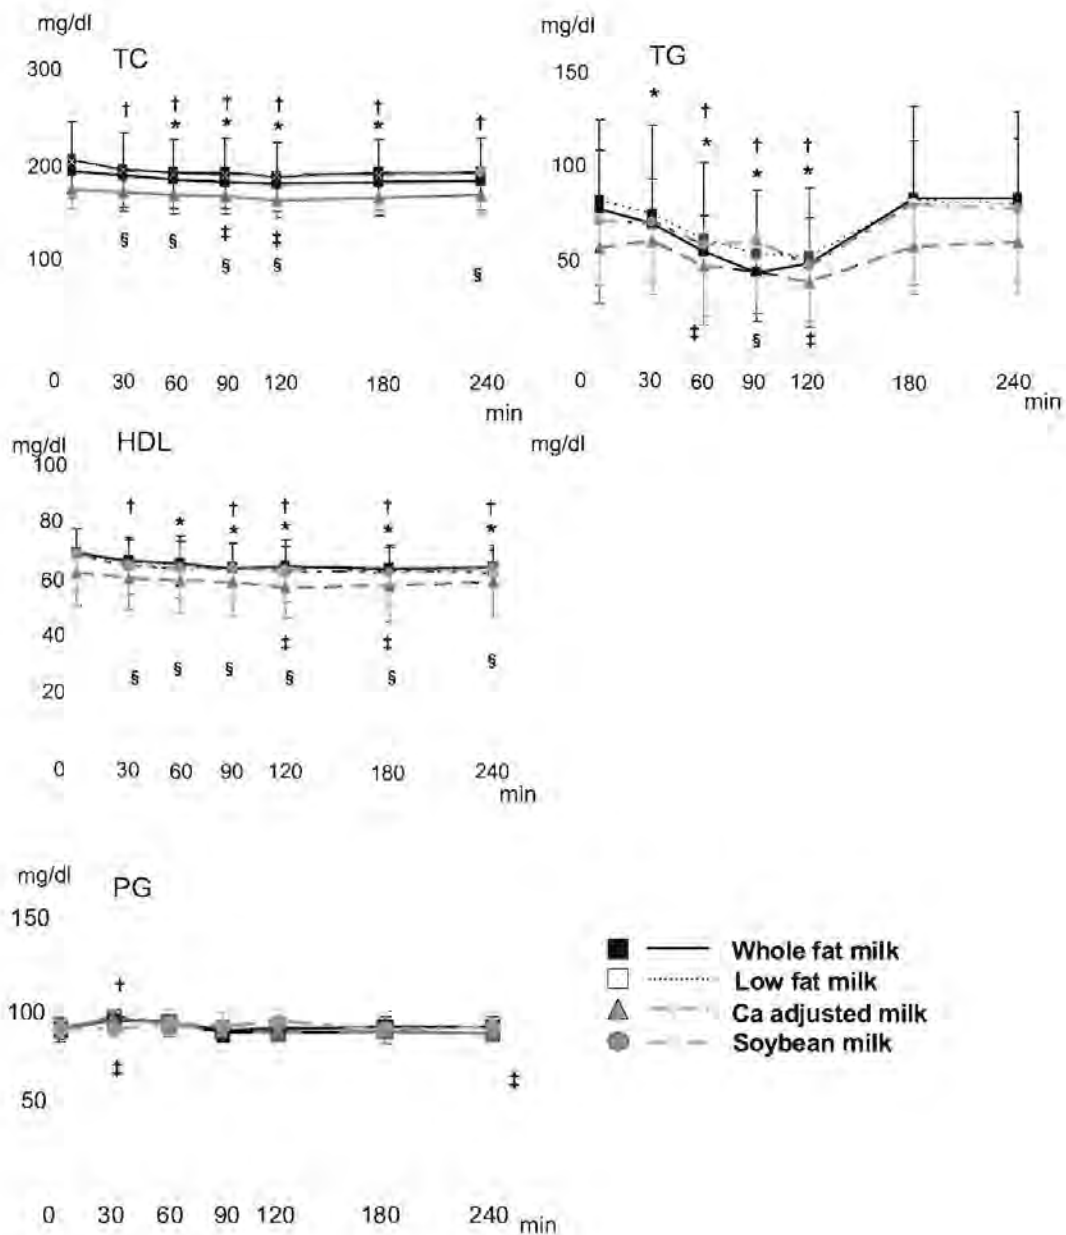 mg/dl
TC
300
† † † † † †
* * * *
200
§ § ‡ ‡
§ § §
100
0 30 60 90 120 180 240
min
mg/dl
TG
150
* † † †
* * *
100
50
‡ § ‡
0 30 60 90 120 180 240
min
mg/dl
HDL
100
80
† * † † † †
* * * *
60
40
‡ ‡
§ § § § § §
20
0 30 60 90 120 180 240
min
mg/dl
mg/dl
PG
150
†
100
‡ ‡
50
0 30 60 90 120 180 240
min
Whole fat milk
Low fat milk
Ca adjusted milk
Soybean milk